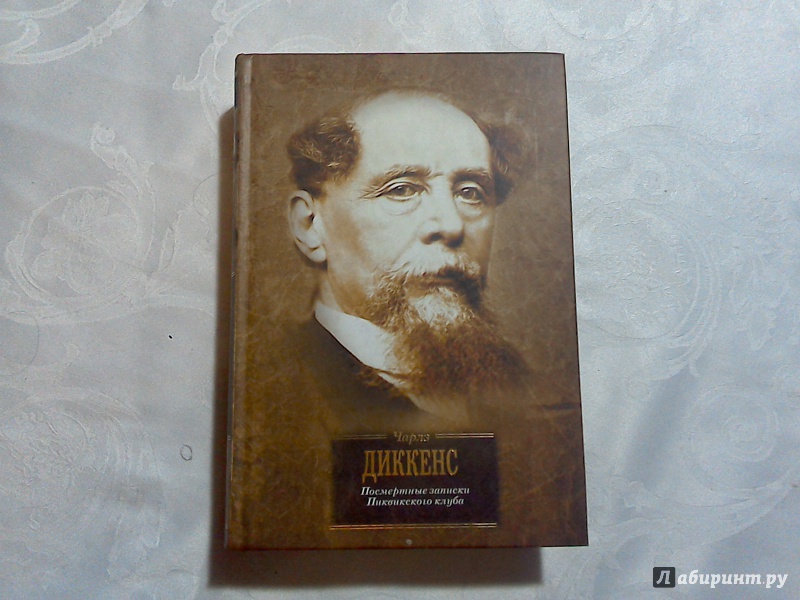 Чарлз
ДИККЕНС
Посмертные записки
Пиквикского клуба
Лабиринт.ру